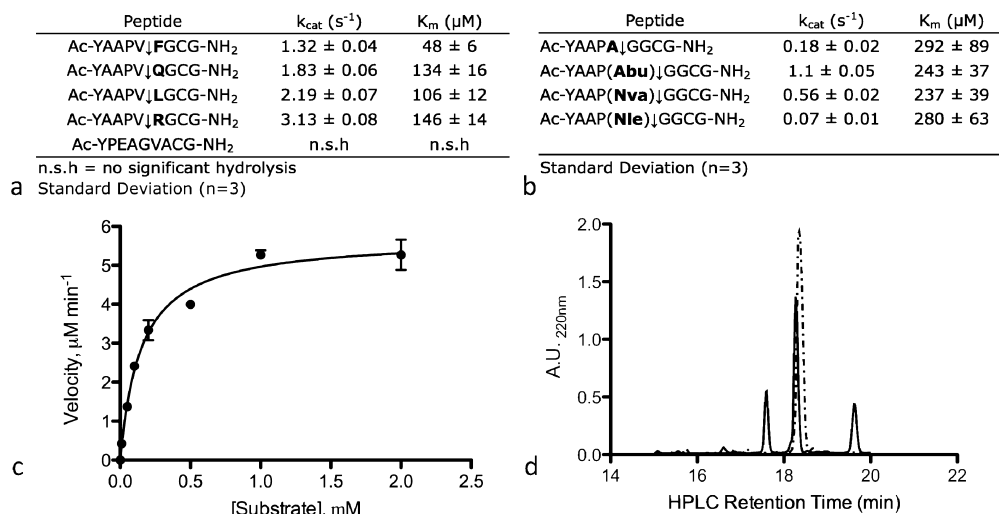 Peptide k_cat (s⁻¹) K_m (µM)
Ac-YAAPV↓FGCG-NH₂ 1.32 ± 0.04 48 ± 6
Ac-YAAPV↓QGCG-NH₂ 1.83 ± 0.06 134 ± 16
Ac-YAAPV↓LGCG-NH₂ 2.19 ± 0.07 106 ± 12
Ac-YAAPV↓RGCG-NH₂ 3.13 ± 0.08 146 ± 14
Ac-YPEAGVACG-NH₂ n.s.h n.s.h
n.s.h = no significant hydrolysis
a Standard Deviation (n=3)
Peptide k_cat (s⁻¹) K_m (µM)
Ac-YAAPA↓GGCG-NH₂ 0.18 ± 0.02 292 ± 89
Ac-YAAP(Abu)↓GGCG-NH₂ 1.1 ± 0.05 243 ± 37
Ac-YAAP(Nva)↓GGCG-NH₂ 0.56 ± 0.02 237 ± 39
Ac-YAAP(Nle)↓GGCG-NH₂ 0.07 ± 0.01 280 ± 63
b Standard Deviation (n=3)
Velocity, µM min⁻¹
6
5
4
3
2
1
0
0.0 0.5 1.0 1.5 2.0 2.5
c [Substrate], mM
A.U. 220nm
2.0
1.5
1.0
0.5
0.0
14 16 18 20 22
d HPLC Retention Time (min)